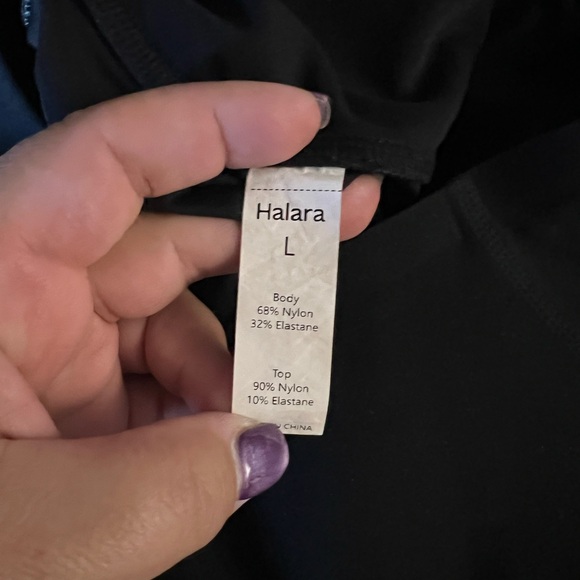 Halara
L
Body
68% Nylon
32% Elastane
Top
90% Nylon
10% Elastane
CHINA